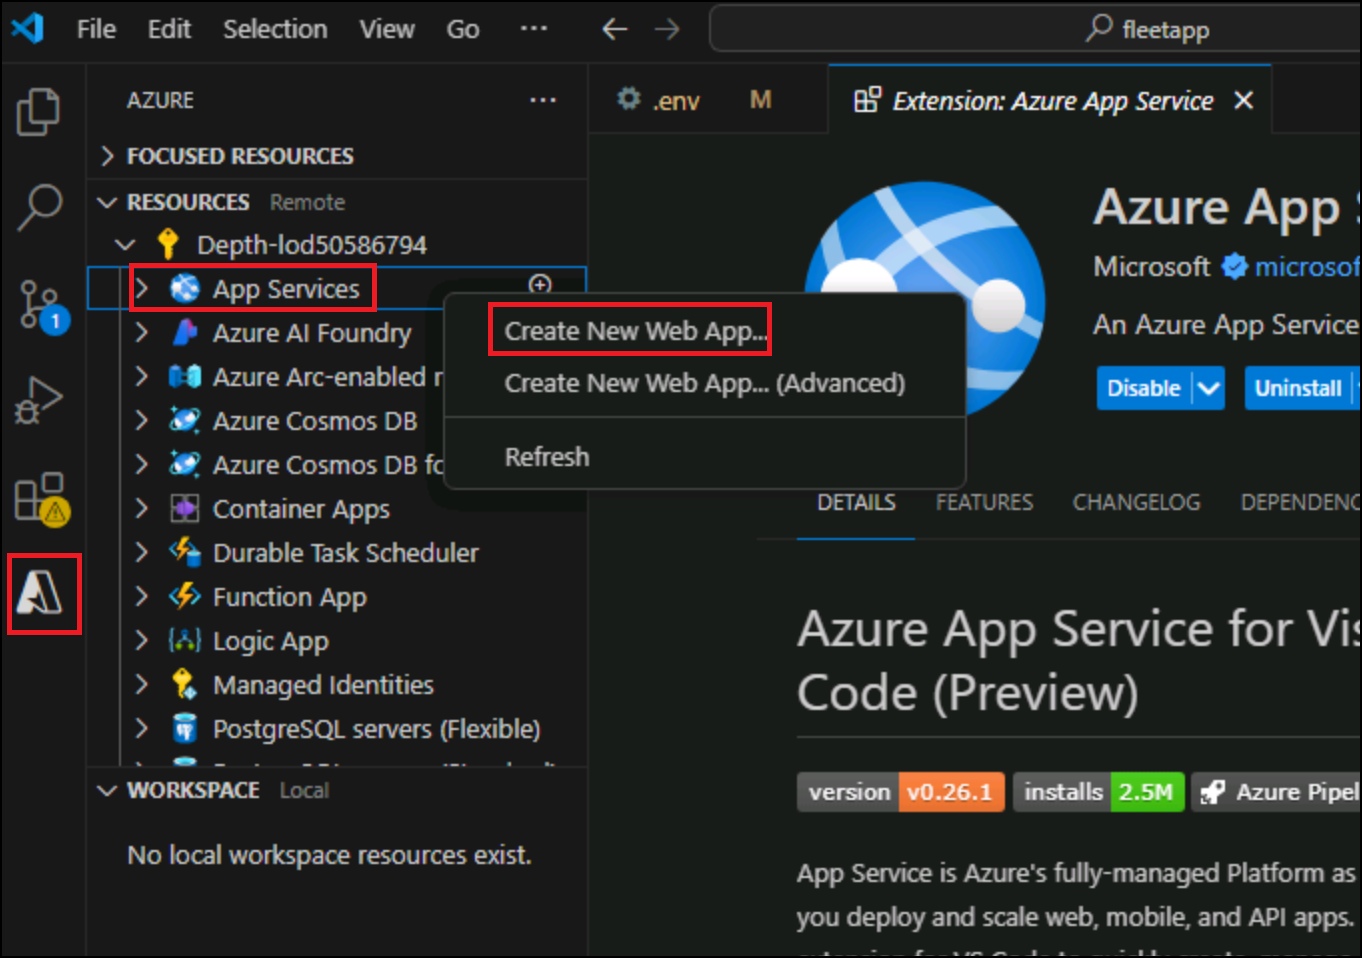 File Edit Selection View Go ... fleetapp
AZURE ...
.env M
Extension: Azure App Service
FOCUSED RESOURCES
RESOURCES Remote
Depth-lod50586794
App Services
Azure AI Foundry
Azure Arc-enabled
Azure Cosmos DB
Azure Cosmos DB
Container Apps
Durable Task Scheduler
Function App
Logic App
Managed Identities
PostgreSQL servers (Flexible)
WORKSPACE Local
No local workspace resources exist.
1
Create New Web App...
Create New Web App... (Advanced)
Refresh
Azure App
Microsoft microsof
An Azure App Service
Disable Uninstall
DETAILS FEATURES CHANGELOG DEPENDENC
Azure App Service for Vis
Code (Preview)
version v0.26.1 installs 2.5M Azure Pipel
App Service is Azure's fully-managed Platform as
you deploy and scale web, mobile, and API apps.